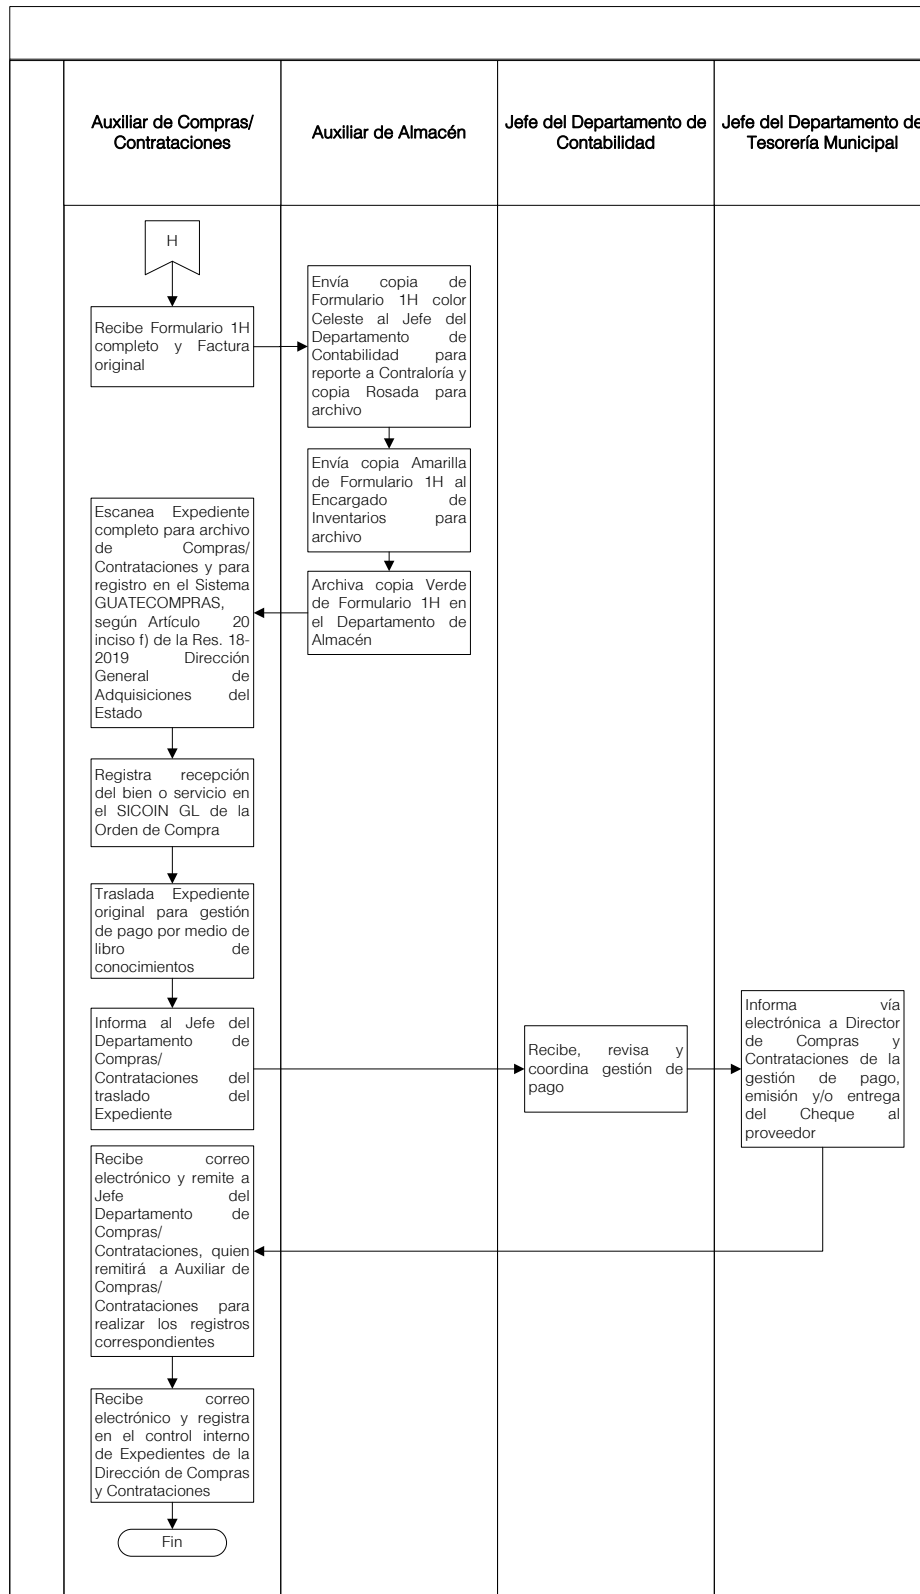 Auxiliar de Compras/
Contrataciones
Auxiliar de Almacén
Jefe del Departamento de
Contabilidad
Jefe del Departamento de
Tesorería Municipal
H
Recibe Formulario 1H
completo y Factura
original
Envía copia de
Formulario 1H color
Celeste al Jefe del
Departamento de
Contabilidad para
reporte a Contraloría y
copia Rosada para
archivo
Envía copia Amarilla
de Formulario 1H al
Encargado de
Inventarios para
archivo
Archiva copia Verde
de Formulario 1H en
el Departamento de
Almacén
Escanea Expediente
completo para archivo
de Compras/
Contrataciones y para
registro en el Sistema
GUATECOMPRAS,
según Artículo 20
inciso f) de la Res. 18-
2019 Dirección
General de
Adquisiciones del
Estado
Registra recepción
del bien o servicio en
el SICOIN GL de la
Orden de Compra
Traslada Expediente
original para gestión
de pago por medio de
libro de
conocimientos
Informa al Jefe del
Departamento de
Compras/
Contrataciones del
traslado del
Expediente
Recibe, revisa y
coordina gestión de
pago
Informa vía
electrónica a Director
de Compras y
Contrataciones de la
gestión de pago,
emisión y/o entrega
del Cheque al
proveedor
Recibe correo
electrónico y remite a
Jefe del
Departamento de
Compras/
Contrataciones, quien
remitirá a Auxiliar de
Compras/
Contrataciones para
realizar los registros
correspondientes
Recibe correo
electrónico y registra
en el control interno
de Expedientes de la
Dirección de Compras
y Contrataciones
Fin